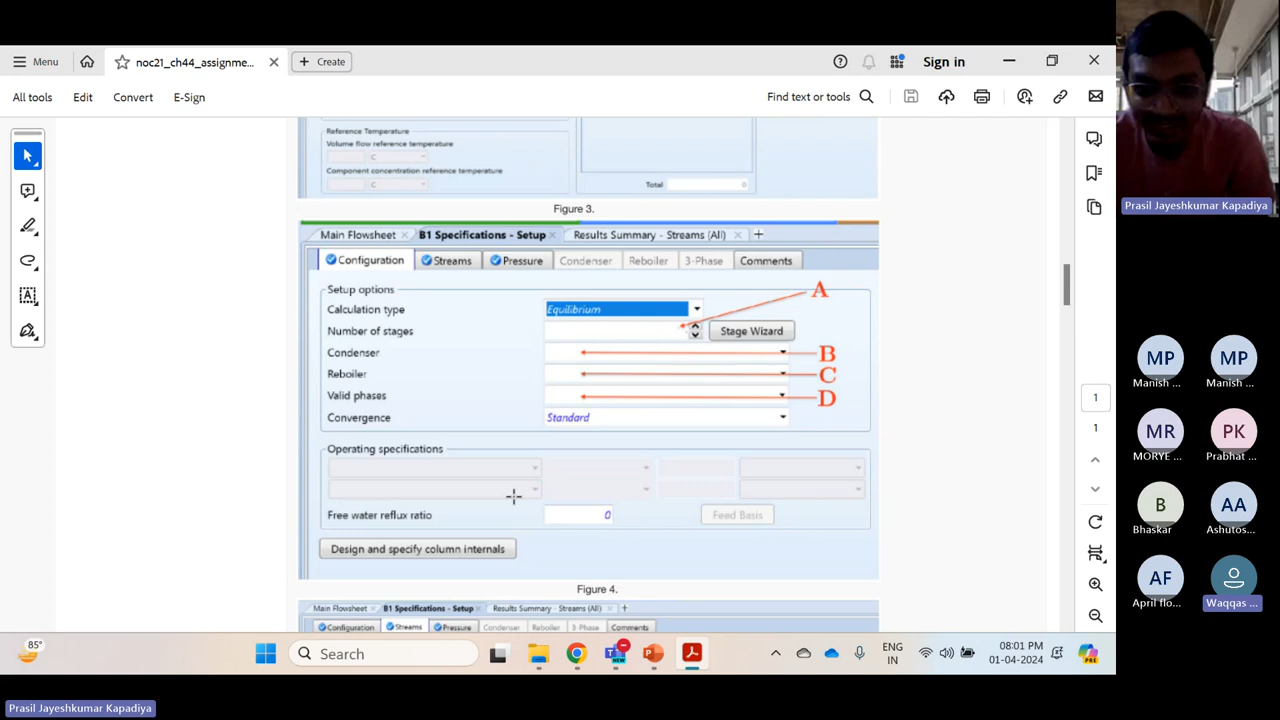 Menu
noc21_ch44_assignme...
Create
Sign in
All tools
Edit
Convert
E-Sign
Find text or tools
Reference Temperature
Volume flow reference temperature
C
Component concentration reference temperature
C
Total
0
Figure 3.
Main Flowsheet
B1 Specifications - Setup
Results Summary - Streams (All)
Configuration
Streams
Pressure
Condenser
Reboiler
3-Phase
Comments
Setup options
A
Calculation type
Equilibrium
Number of stages
Stage Wizard
Condenser
B
Reboiler
C
Valid phases
D
Convergence
Standard
Operating specifications
Free water reflux ratio
0
Feed Basis
Design and specify column internals
Figure 4.
Main Flowsheet
B1 Specifications - Setup
Results Summary - Streams (All)
Configuration
Streams
Pressure
Condenser
Reboiler
3 Phase
Comments
1
1
85°
Search
NEW
ENG
IN
08:01 PM
01-04-2024
PRE
Prasil Jayeshkumar Kapadiya
MP
Manish ...
MP
Manish ...
MR
MORYE ...
PK
Prabhat ...
B
Bhaskar
AA
Ashutos...
AF
April flo...
Waqqas ...
Prasil Jayeshkumar Kapadiya